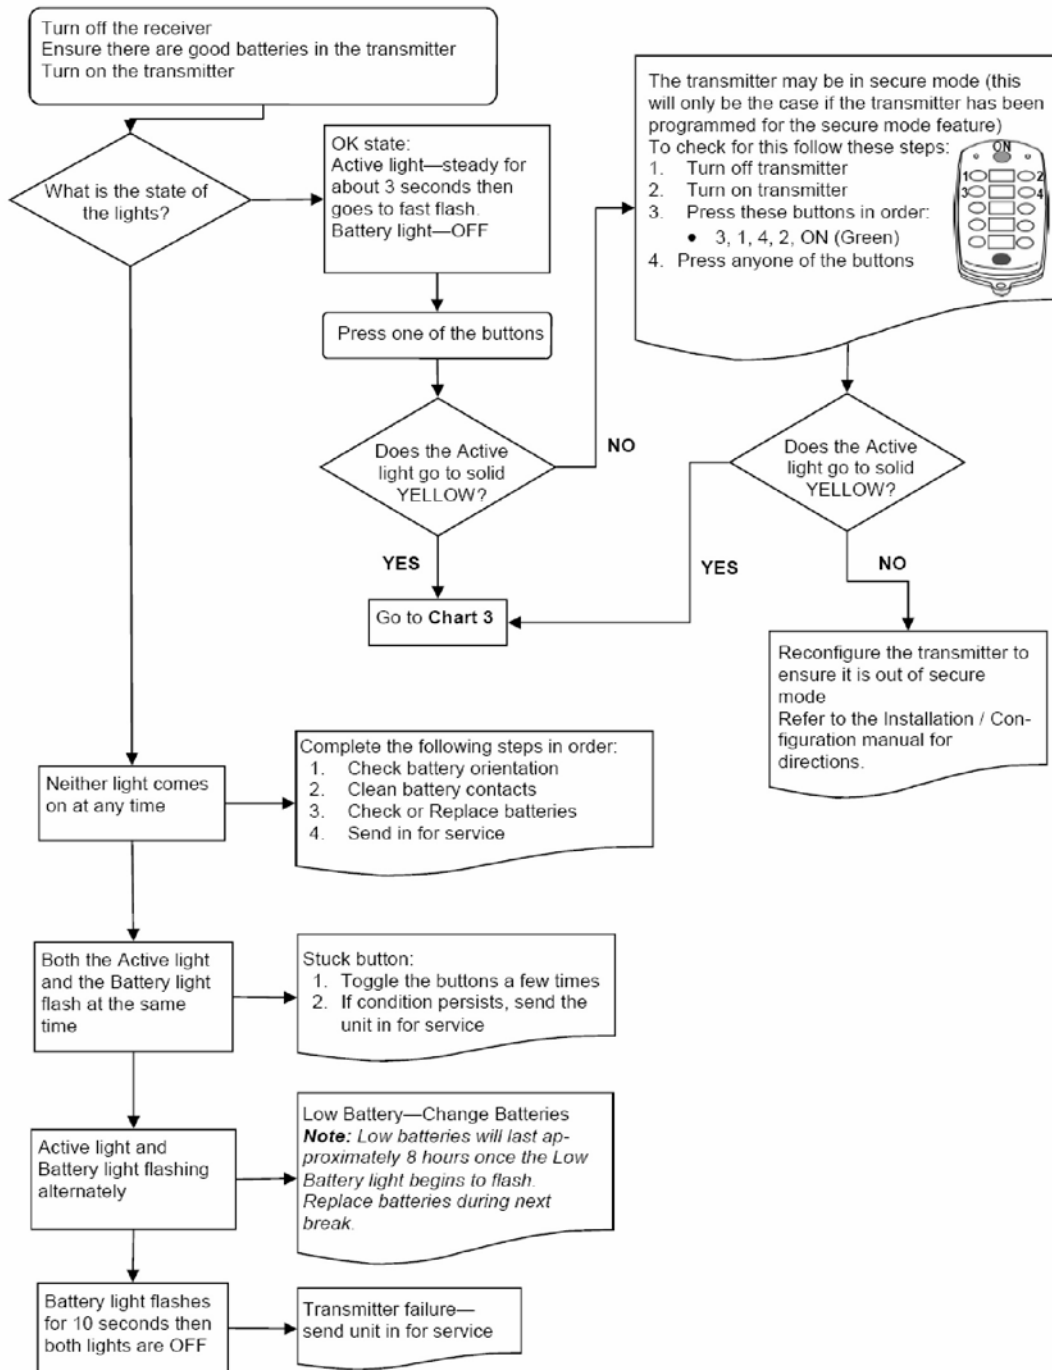 Turn off the receiver
Ensure there are good batteries in the transmitter
Turn on the transmitter
What is the state of
the lights?
OK state:
Active light—steady for
about 3 seconds then
goes to fast flash.
Battery light—OFF
Press one of the buttons
Does the Active
light go to solid
YELLOW?
NO
YES
Go to Chart 3
The transmitter may be in secure mode (this
will only be the case if the transmitter has been
programmed for the secure mode feature)
To check for this follow these steps:
1. Turn off transmitter
2. Turn on transmitter
3. Press these buttons in order:
• 3, 1, 4, 2, ON (Green)
4. Press anyone of the buttons
ON
1 2
3 4
Does the Active
light go to solid
YELLOW?
YES
NO
Reconfigure the transmitter to
ensure it is out of secure
mode
Refer to the Installation / Con-
figuration manual for
directions.
Neither light comes
on at any time
Complete the following steps in order:
1. Check battery orientation
2. Clean battery contacts
3. Check or Replace batteries
4. Send in for service
Both the Active light
and the Battery light
flash at the same
time
Stuck button:
1. Toggle the buttons a few times
2. If condition persists, send the
unit in for service
Active light and
Battery light flashing
alternately
Low Battery—Change Batteries
Note: Low batteries will last ap-
proximately 8 hours once the Low
Battery light begins to flash.
Replace batteries during next
break.
Battery light flashes
for 10 seconds then
both lights are OFF
Transmitter failure—
send unit in for service